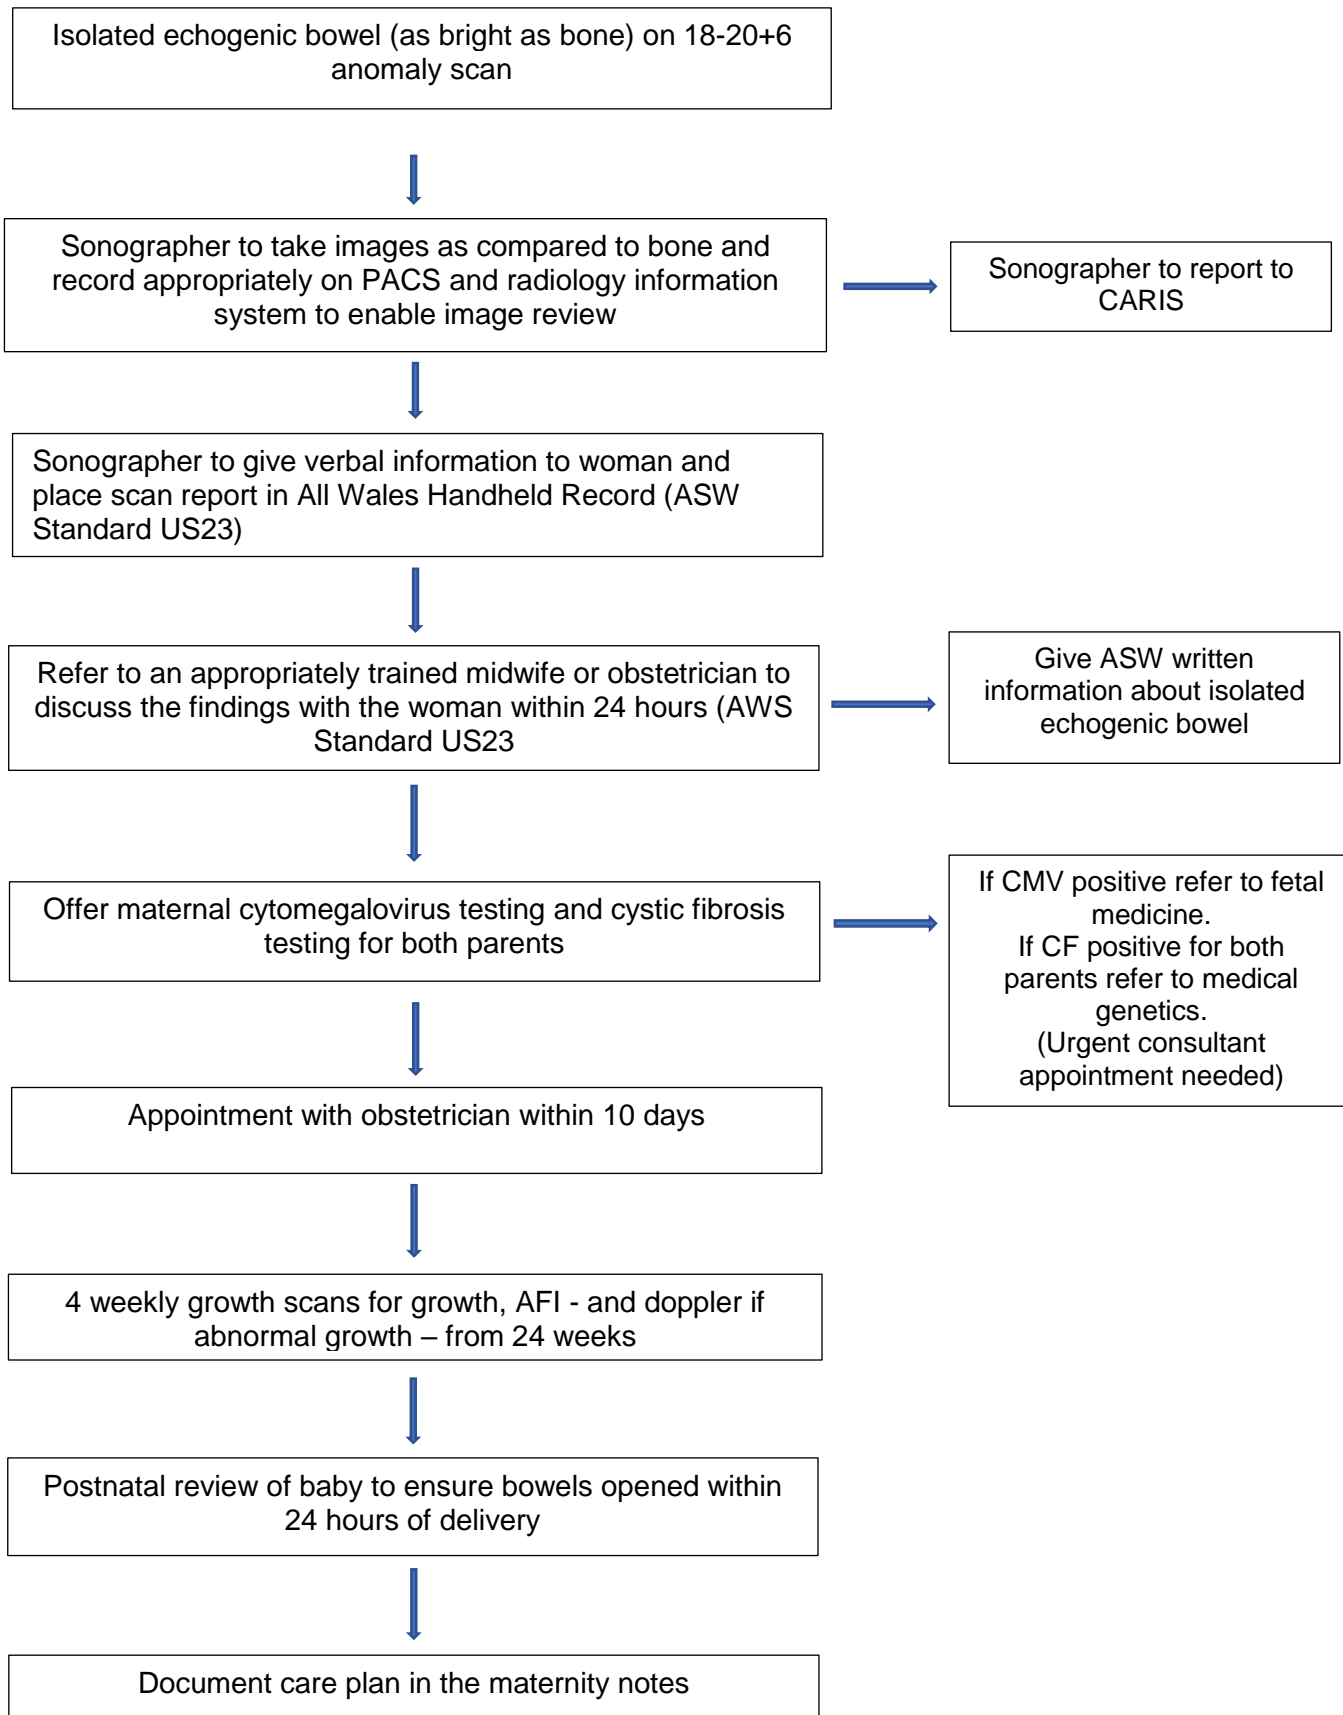 Isolated echogenic bowel (as bright as bone) on 18-20+6
anomaly scan
Sonographer to take images as compared to bone and
record appropriately on PACS and radiology information
system to enable image review
Sonographer to report to
CARIS
Sonographer to give verbal information to woman and
place scan report in All Wales Handheld Record (ASW
Standard US23)
Refer to an appropriately trained midwife or obstetrician to
discuss the findings with the woman within 24 hours (AWS
Standard US23
Give ASW written
information about isolated
echogenic bowel
Offer maternal cytomegalovirus testing and cystic fibrosis
testing for both parents
If CMV positive refer to fetal
medicine.
If CF positive for both
parents refer to medical
genetics.
(Urgent consultant
appointment needed)
Appointment with obstetrician within 10 days
4 weekly growth scans for growth, AFI - and doppler if
abnormal growth – from 24 weeks
Postnatal review of baby to ensure bowels opened within
24 hours of delivery
Document care plan in the maternity notes